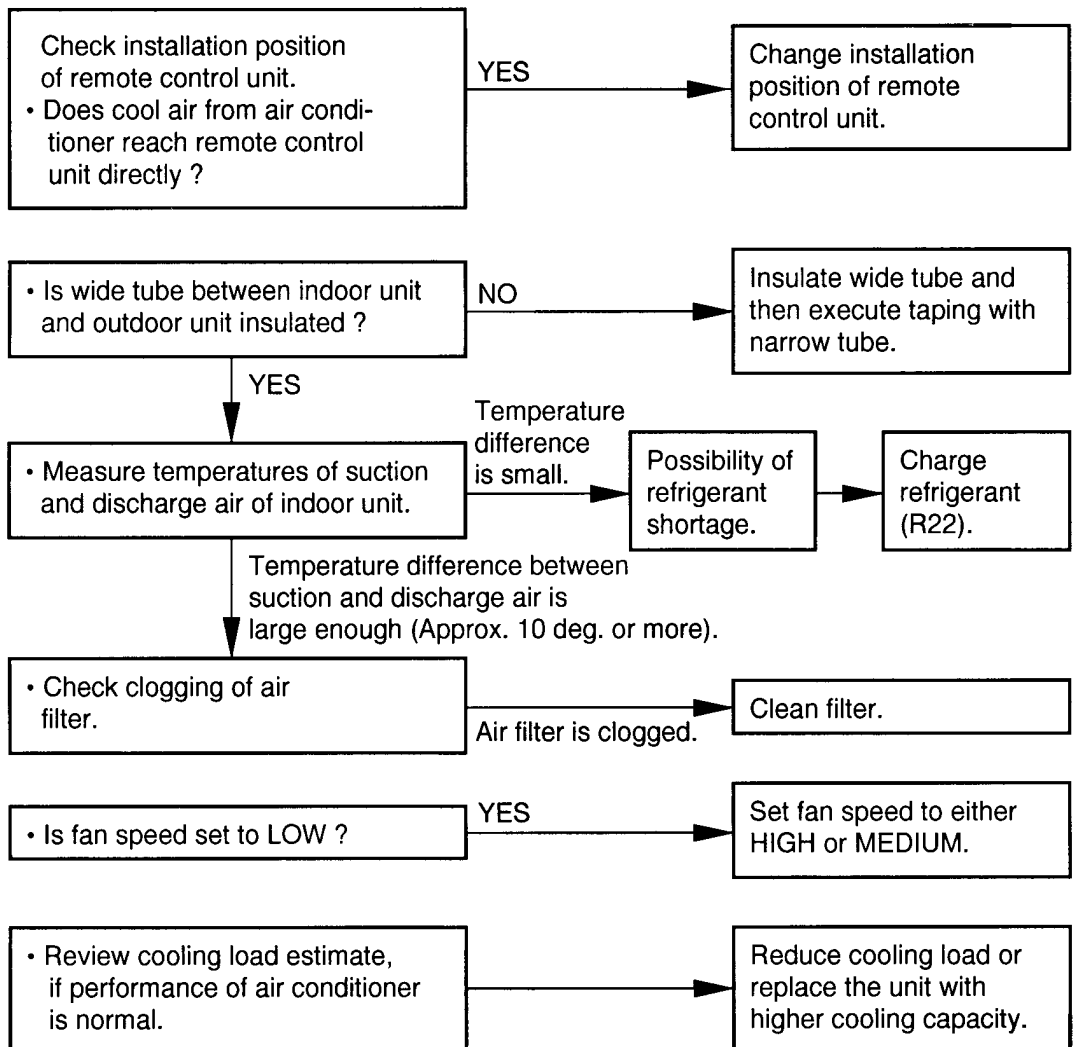 Check installation position
of remote control unit.
• Does cool air from air condi-
tioner reach remote control
unit directly ?
YES
Change installation
position of remote
control unit.
• Is wide tube between indoor unit
and outdoor unit insulated ?
NO
Insulate wide tube and
then execute taping with
narrow tube.
YES
• Measure temperatures of suction
and discharge air of indoor unit.
Temperature
difference
is small.
Possibility of
refrigerant
shortage.
Charge
refrigerant
(R22).
Temperature difference between
suction and discharge air is
large enough (Approx. 10 deg. or more).
• Check clogging of air
filter.
Air filter is clogged.
Clean filter.
• Is fan speed set to LOW ?
YES
Set fan speed to either
HIGH or MEDIUM.
• Review cooling load estimate,
if performance of air conditioner
is normal.
Reduce cooling load or
replace the unit with
higher cooling capacity.